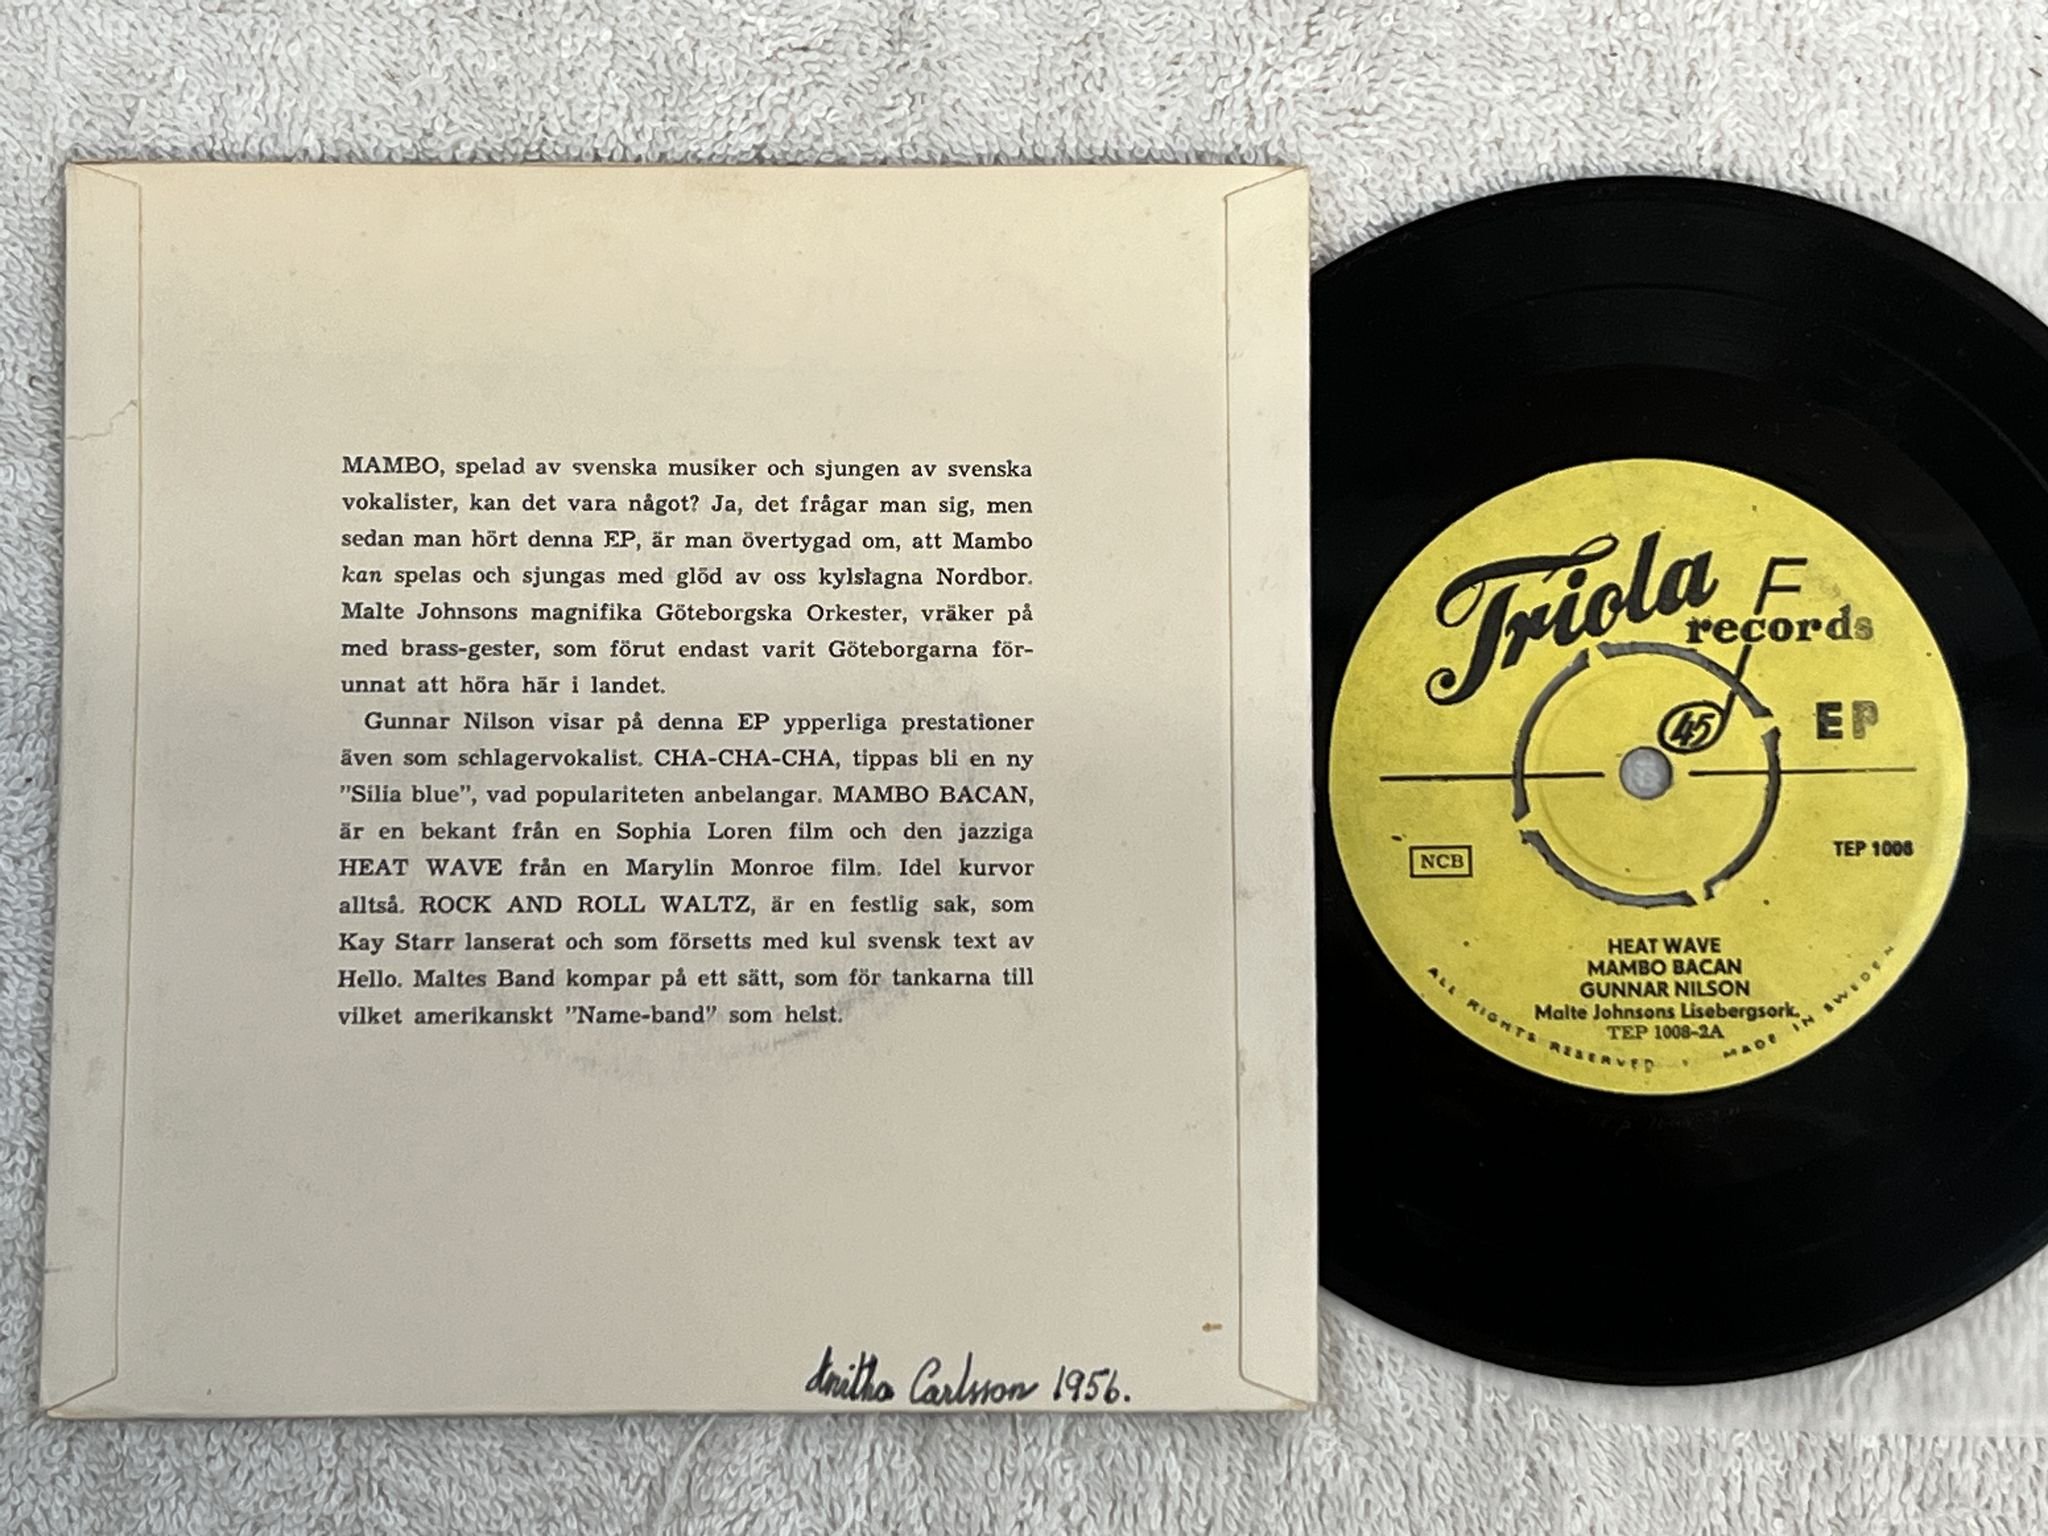 MAMBO, spelad av svenska musiker och sjungen av svenska
vokalister, kan det vara något? Ja, det frågar man sig, men
sedan man hört denna EP, är man övertygad om, att Mambo
kan spelas och sjungas med glöd av oss kylslagna Nordbor.
Malte Johnsons magnifika Göteborgska Orkester, vräker på
med brass-gester, som förut endast varit Göteborgarna för-
unnat att höra här i landet.
Gunnar Nilson visar på denna EP ypperliga prestationer
även som schlagervokalist. CHA-CHA-CHA, tippas bli en ny
”Silia blue”, vad populariteten anbelangar. MAMBO BACAN,
är en bekant från en Sophia Loren film och den jazziga
HEAT WAVE från en Marylin Monroe film. Idel kurvor
alltså. ROCK AND ROLL WALTZ, är en festlig sak, som
Kay Starr lanserat och som försetts med kul svensk text av
Hello. Maltes Band kompar på ett sätt, som för tankarna till
vilket amerikanskt ”Name-band” som helst.
Anitha Carlsson 1956.
Triola F
records
45
EP
NCB
TEP 1008
HEAT WAVE
MAMBO BACAN
GUNNAR NILSON
Malte Johnsons Lisebergsork.
TEP 1008-2A
ALL RIGHTS RESERVED · MADE IN SWEDEN